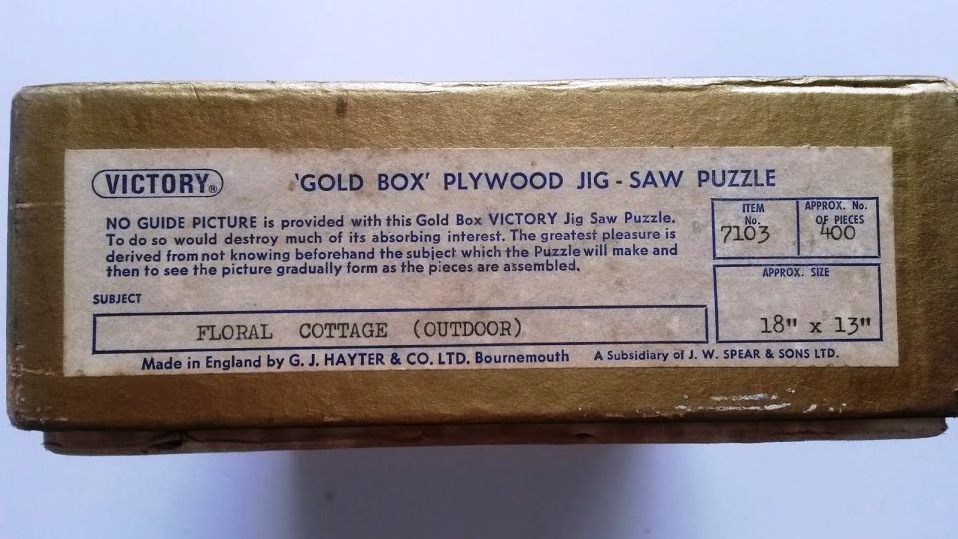 VICTORY®
'GOLD BOX' PLYWOOD JIG-SAW PUZZLE
NO GUIDE PICTURE is provided with this Gold Box VICTORY Jig Saw Puzzle.
To do so would destroy much of its absorbing interest. The greatest pleasure is
derived from not knowing beforehand the subject which the Puzzle will make and
then to see the picture gradually form as the pieces are assembled.
ITEM
No.
7103
APPROX. No.
OF PIECES
400
APPROX. SIZE
18" x 13"
SUBJECT
FLORAL COTTAGE (OUTDOOR)
Made in England by G. J. HAYTER & CO. LTD. Bournemouth A Subsidiary of J. W. SPEAR & SONS LTD.